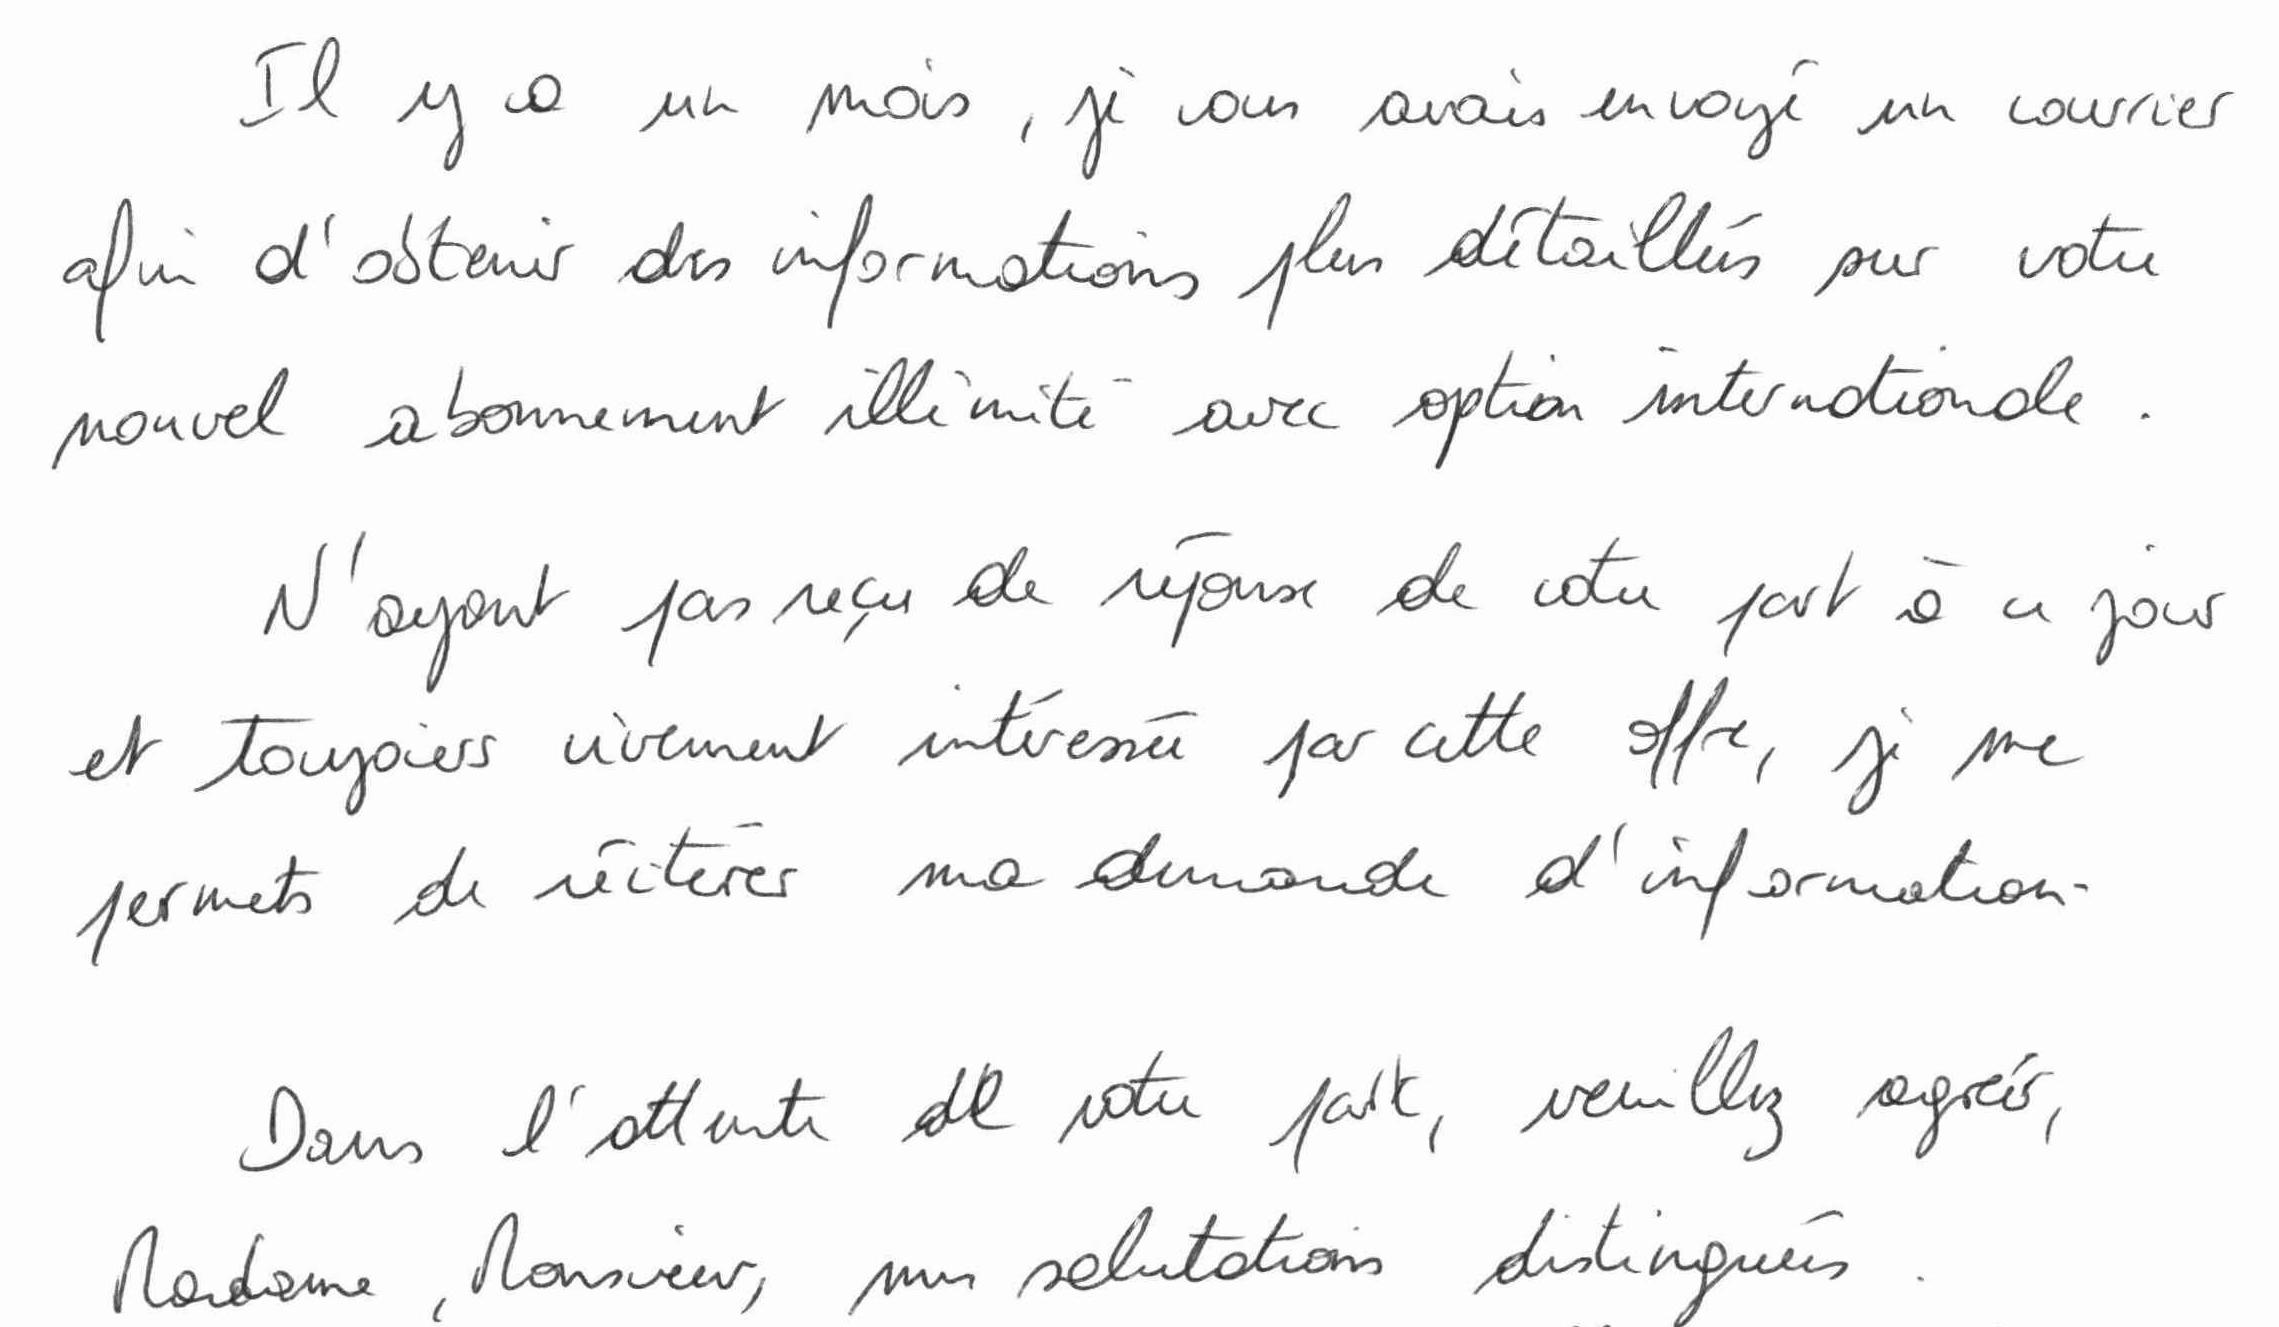 Il y a un mois, je vous avais envoyé un courrier
afin d'obtenir des informations plus détaillées sur votre
nouvel abonnement illimité avec option internationale.
N'ayant pas reçu de réponse de votre part à ce jour
et toujours vivement intéressée par cette offre, je me
permets de réitérer ma demande d'information.
Dans l'attente de votre part, veuillez agréer,
Madame, Monsieur, mes salutations distinguées.